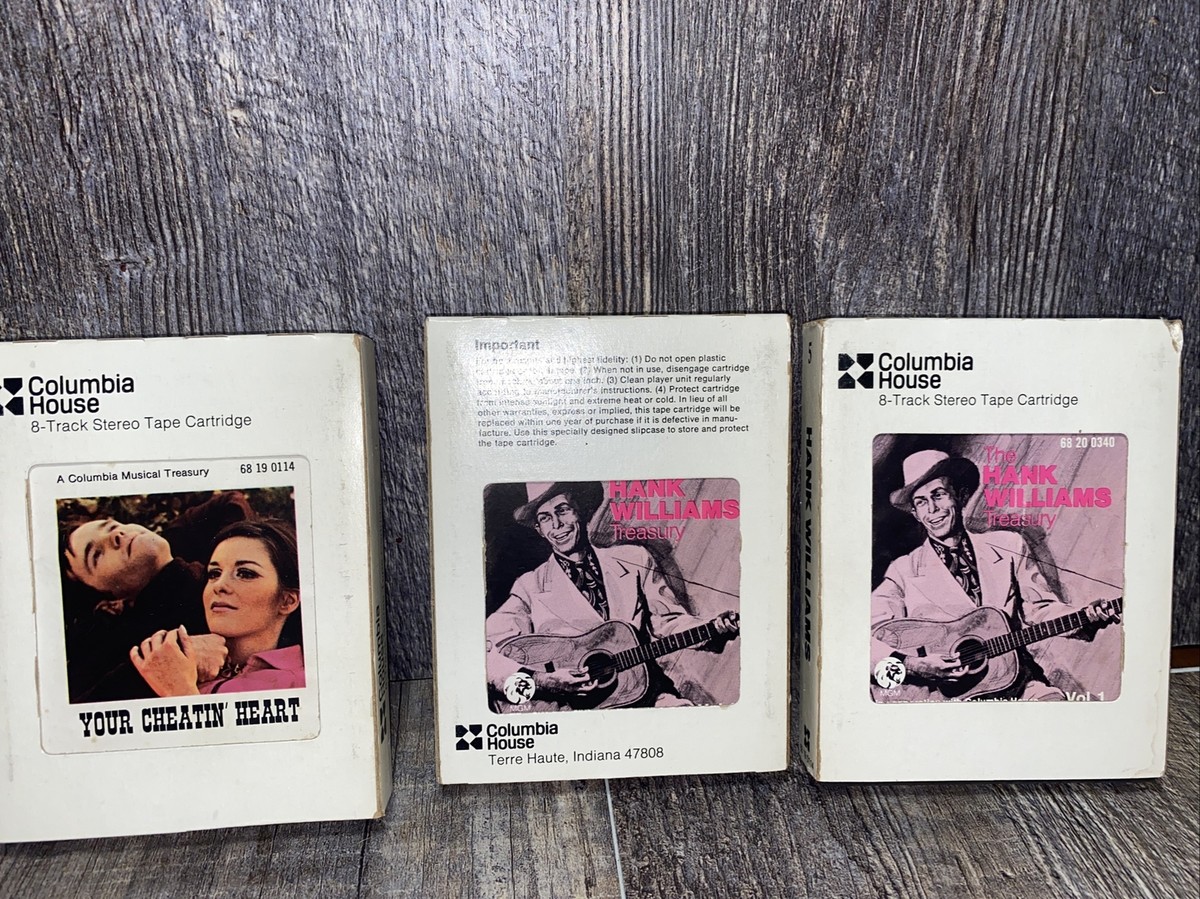 Columbia
House
8-Track Stereo Tape Cartridge
A Columbia Musical Treasury 68 19 0114
YOUR CHEATIN' HEART
Important
highest fidelity: (1) Do not open plastic
(2) When not in use, disengage cartridge
one inch. (3) Clean player unit regularly
manufacturer's instructions. (4) Protect cartridge
from intense sunlight and extreme heat or cold. In lieu of all
other warranties, express or implied, this tape cartridge will be
replaced within one year of purchase if it is defective in manu-
facture. Use this specially designed slipcase to store and protect
the tape cartridge.
HANK
WILLIAMS
Treasury
MGM
Columbia
House
Terre Haute, Indiana 47808
HANK WILLIAMS
Columbia
House
8-Track Stereo Tape Cartridge
68 20 0340
The
HANK
WILLIAMS
Treasury
MGM
Vol. 1